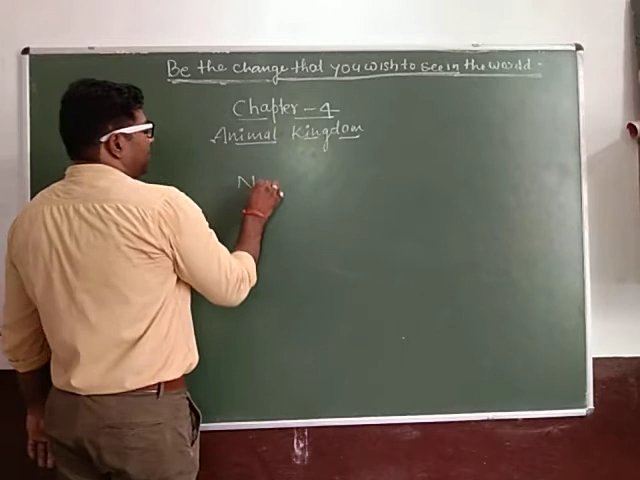 Be the change that you wish to see in the world.
Chapter-4
Animal Kingdom
N